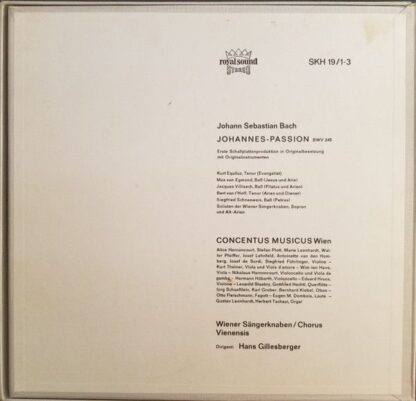 royal sound
STEREO
SKH 19/1-3
Johann Sebastian Bach
JOHANNES-PASSION BWV 245
Erste Schallplattenproduktion in Originalbesetzung
mit Originalinstrumenten
Kurt Equiluz, Tenor (Evangelist)
Max van Egmond, Baß (Jesus und Arie)
Jacques Villisech, Baß (Pilatus und Arien)
Bert van t'Hoff, Tenor (Arien und Diener)
Siegfried Schneeweis, Baß (Petrus)
Solisten der Wiener Sängerknaben, Sopran
und Alt-Arien
CONCENTUS MUSICUS Wien
Alice Harnoncourt, Stefan Plott, Marie Leonhardt, Wal-
ter Pfeiffer, Josef Lehnfeld, Antoinette van den Hom-
bergh, Josef de Sordi, Siegfried Führlinger, Violine –
Kurt Theiner, Viola und Viola d'amore – Wim ten Have,
Viola – Nikolaus Harnoncourt, Violoncello und Viola da
gamba – Hermann Höbarth, Violoncello – Eduard Hruza,
Violone – Leopold Stastny, Gottfried Hechtl, Querflöte –
Jürg Schaeftlein, Karl Gruber, Bernhard Klebel, Oboe –
Otto Fleischmann, Fagott – Eugen M. Dombois, Laute –
Gustav Leonhardt, Herbert Tachezi, Orgel
Wiener Sängerknaben / Chorus
Viennensis
Dirigent: Hans Gillesberger